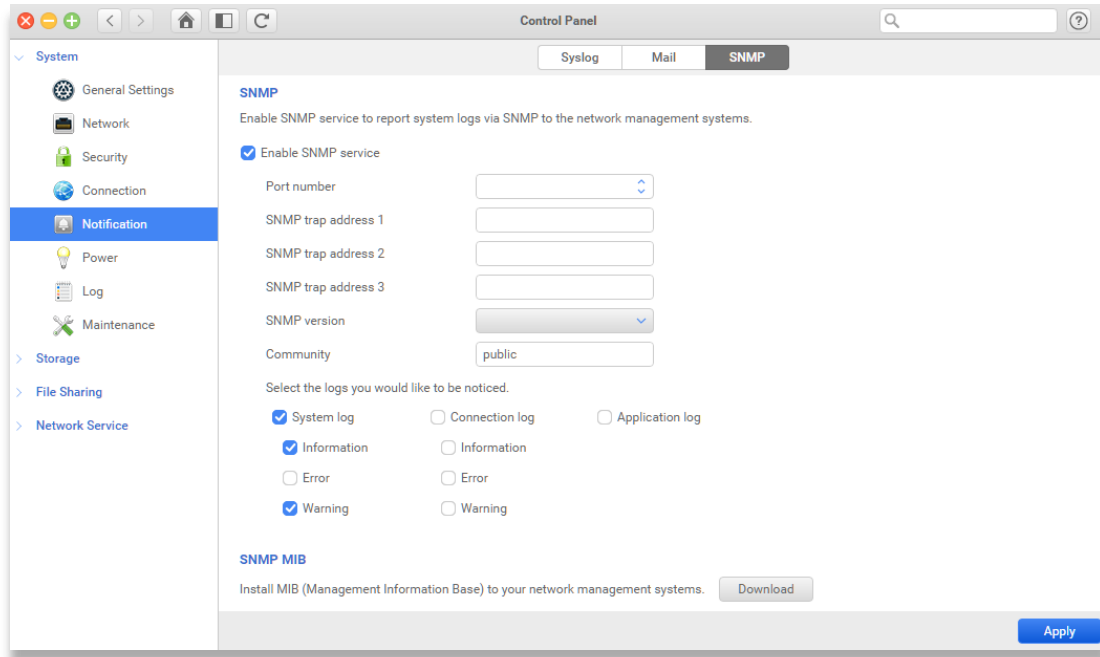 Control Panel
System
General Settings
Network
Security
Connection
Notification
Power
Log
Maintenance
Storage
File Sharing
Network Service
Syslog Mail SNMP
SNMP
Enable SNMP service to report system logs via SNMP to the network management systems.
Enable SNMP service
Port number
SNMP trap address 1
SNMP trap address 2
SNMP trap address 3
SNMP version
Community public
Select the logs you would like to be noticed.
System log Connection log Application log
Information Information
Error Error
Warning Warning
SNMP MIB
Install MIB (Management Information Base) to your network management systems. Download
Apply